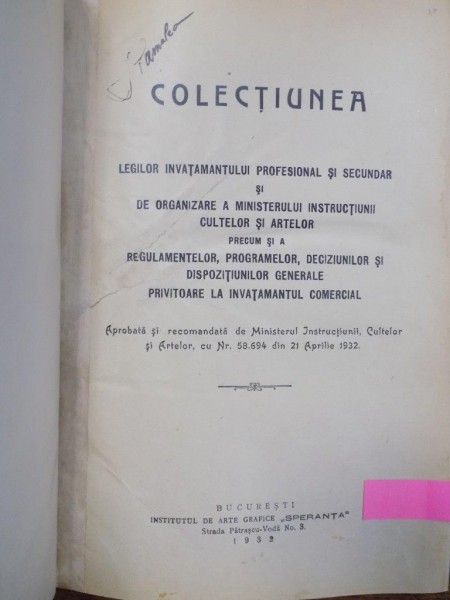 COLECȚIUNEA
LEGILOR INVAȚAMANTULUI PROFESIONAL ȘI SECUNDAR
ȘI
DE ORGANIZARE A MINISTERULUI INSTRUCȚIUNII
CULTELOR ȘI ARTELOR
PRECUM ȘI A
REGULAMENTELOR, PROGRAMELOR, DECIZIUNILOR ȘI
DISPOZIȚIUNILOR GENERALE
PRIVITOARE LA INVAȚAMANTUL COMERCIAL
Aprobată și recomandată de Ministerul Instrucțiunii, Cultelor
și Artelor, cu Nr. 58.694 din 21 Aprilie 1932.
BUCUREȘTI
INSTITUTUL DE ARTE GRAFICE „SPERANȚA"
Strada Pătrașcu-Vodă No. 3.